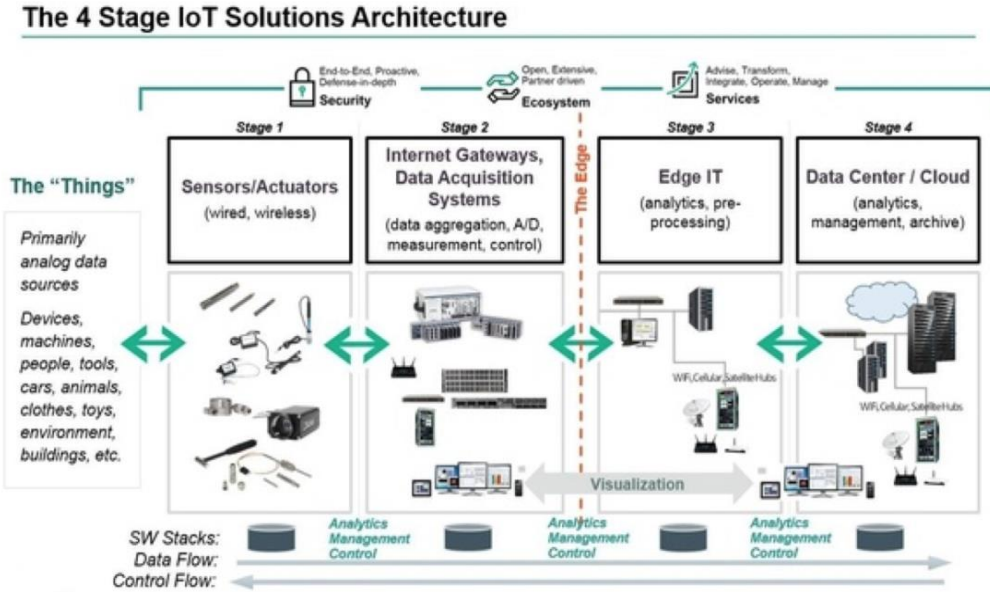 The 4 Stage IoT Solutions Architecture
End-to-End, Proactive,
Defense-in-depth
Security
Open, Extensive,
Partner driven
Ecosystem
Advise, Transform,
Integrate, Operate, Manage
Services
The "Things"
Primarily
analog data
sources
Devices,
machines,
people, tools,
cars, animals,
clothes, toys,
environment,
buildings, etc.
Stage 1
Sensors/Actuators
(wired, wireless)
Stage 2
Internet Gateways,
Data Acquisition
Systems
(data aggregation, A/D,
measurement, control)
The Edge
Stage 3
Edge IT
(analytics, pre-
processing)
Stage 4
Data Center / Cloud
(analytics,
management, archive)
WiFi, Cellular, Satellite Hubs
WiFi, Cellular, Satellite Hubs
Visualization
SW Stacks:
Analytics
Management
Control
Analytics
Management
Control
Analytics
Management
Control
Data Flow:
Control Flow: